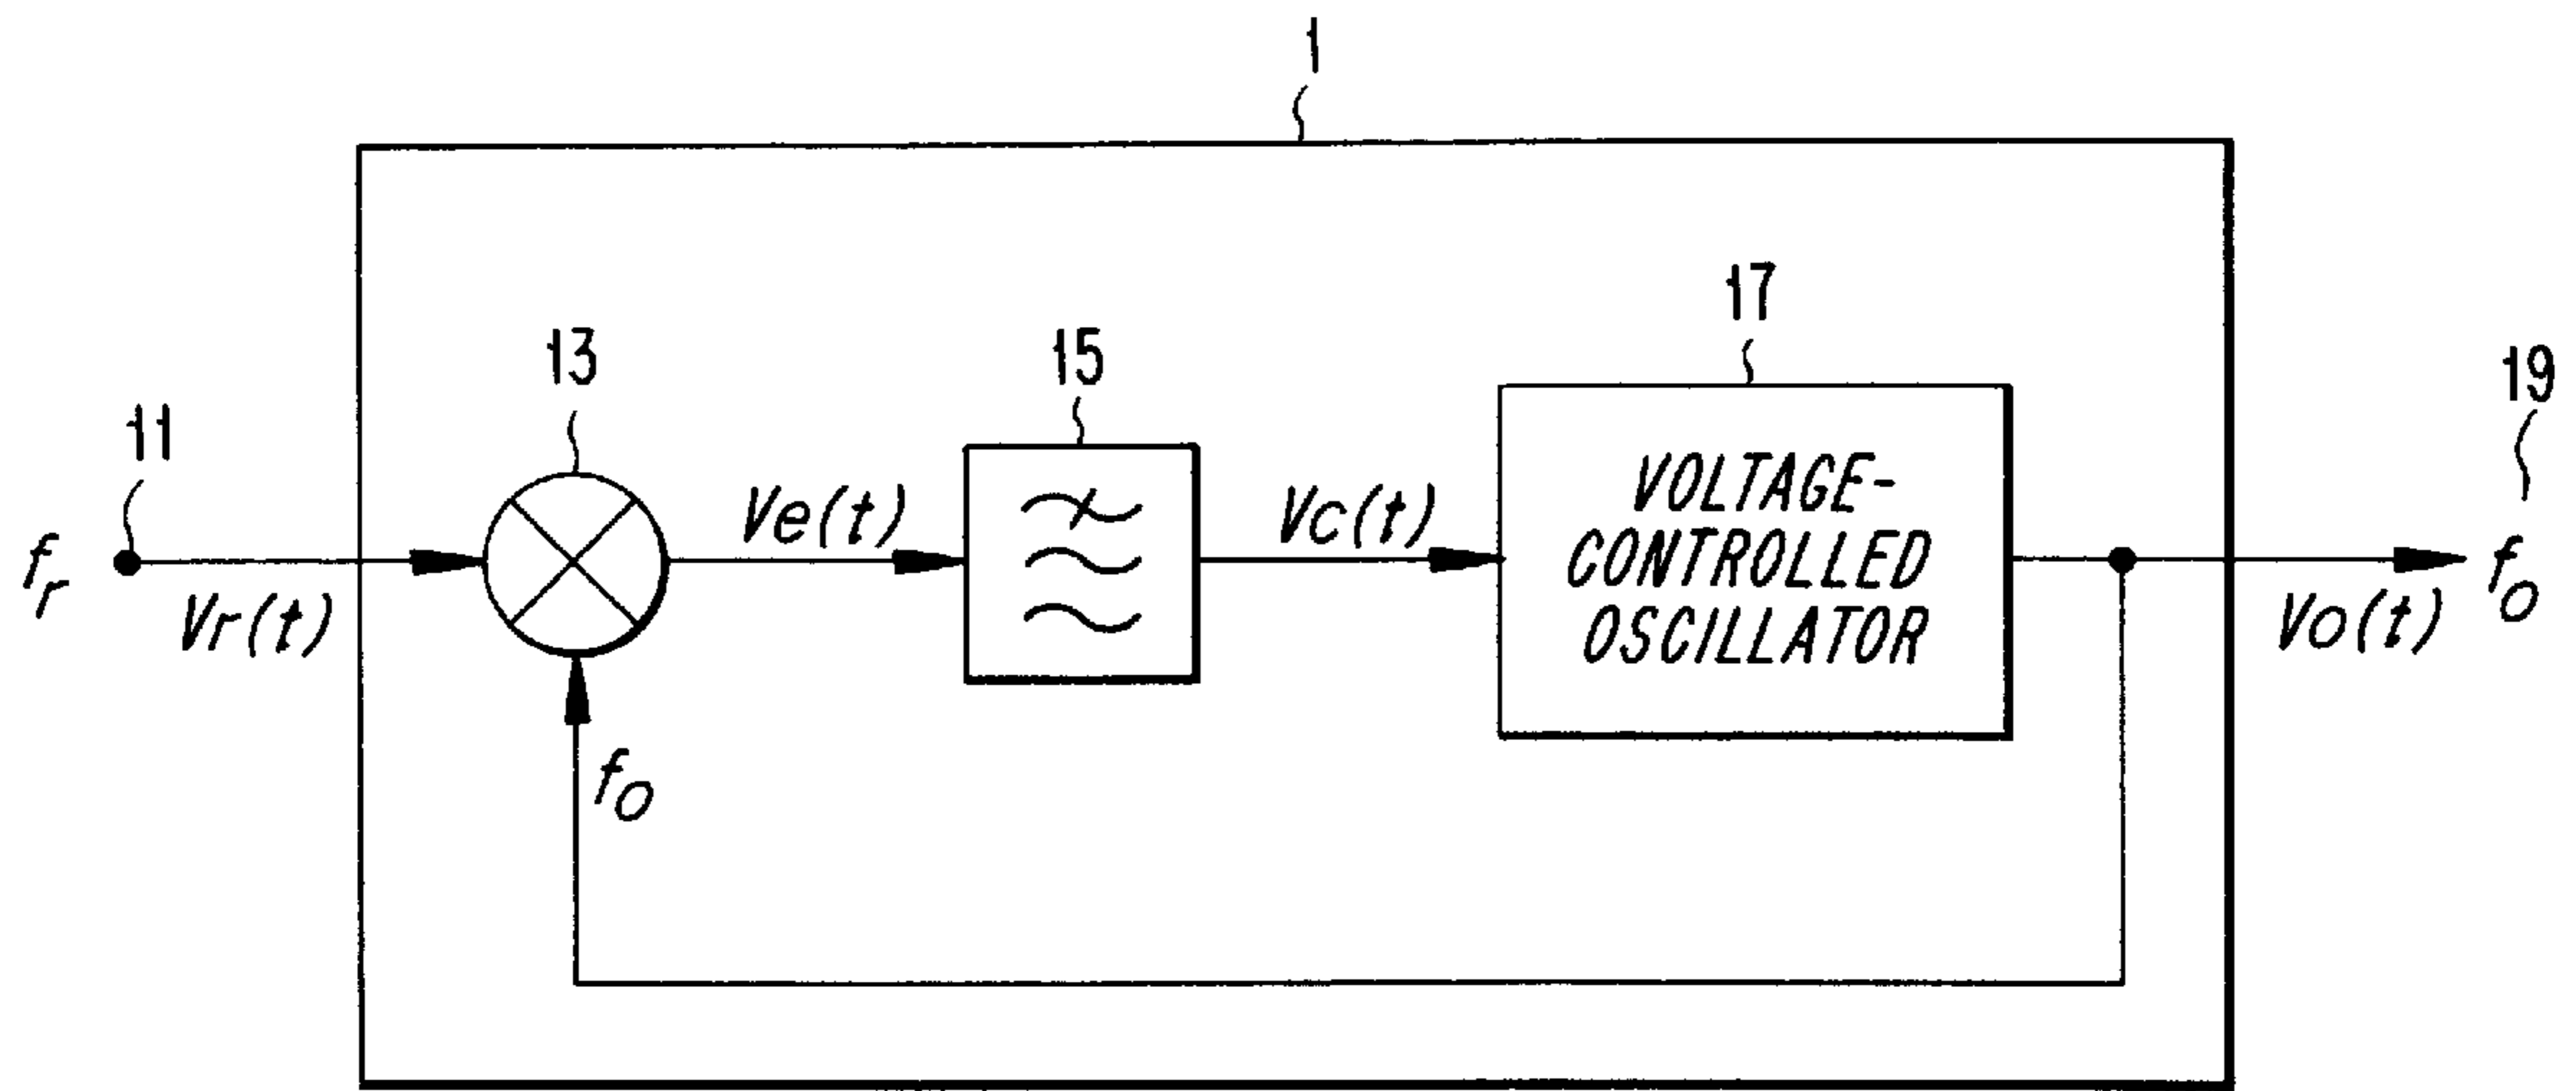 1
17
13
15
19
11
VOLTAGE-
CONTROLLED
OSCILLATOR
Ve(t)
Vc(t)
fr
fo
Vr(t)
Vo(t)
fo